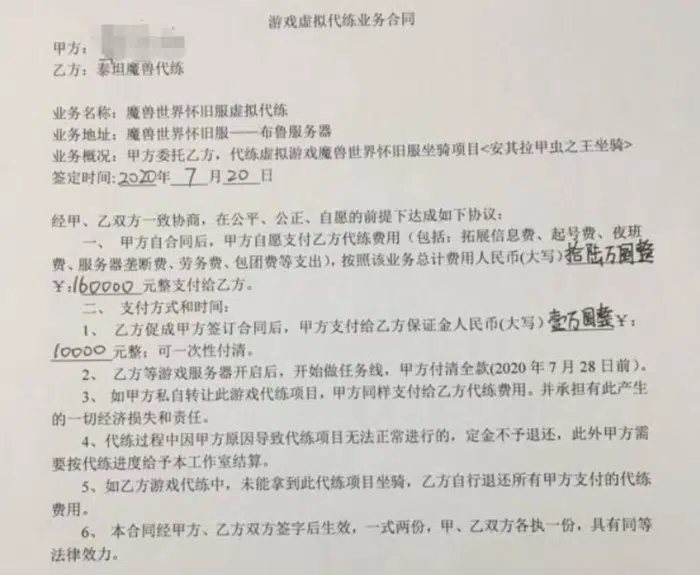 游戏虚拟代练业务合同
甲方：
乙方：泰坦魔兽代练
业务名称：魔兽世界怀旧服虚拟代练
业务地址：魔兽世界怀旧服——布鲁服务器
业务概况：甲方委托乙方，代练虚拟游戏魔兽世界怀旧服坐骑项目<安其拉甲虫之王坐骑>
签定时间:2020年 7 月 20 日
经甲、乙双方一致协商，在公平、公正、自愿的前提下达成如下协议：
一、 甲方自合同后，甲方自愿支付乙方代练费用（包括：拓展信息费、起号费、夜班
费、服务器垄断费、劳务费、包团费等支出），按照该业务总计费用人民币(大写) 拾陆万圆整
¥:160000 元整支付给乙方。
二、 支付方式和时间：
1、 乙方促成甲方签订合同后，甲方支付给乙方保证金人民币(大写) 壹万圆整¥：
10000 元整；可一次性付清。
2、 乙方等游戏服务器开启后，开始做任务线，甲方付清全款(2020 年 7 月 28 日前)。
3、 如甲方私自转让此游戏代练项目，甲方同样支付给乙方代练费用。并承担有此产生
的一切经济损失和责任。
4、代练过程中因甲方原因导致代练项目无法正常进行的，定金不予退还，此外甲方需
要按代练进度给予本工作室结算。
5、如乙方游戏代练中，未能拿到此代练项目坐骑，乙方自行退还所有甲方支付的代练
费用。
6、 本合同经甲方、乙方双方签字后生效，一式两份，甲、乙双方各执一份，具有同等
法律效力。